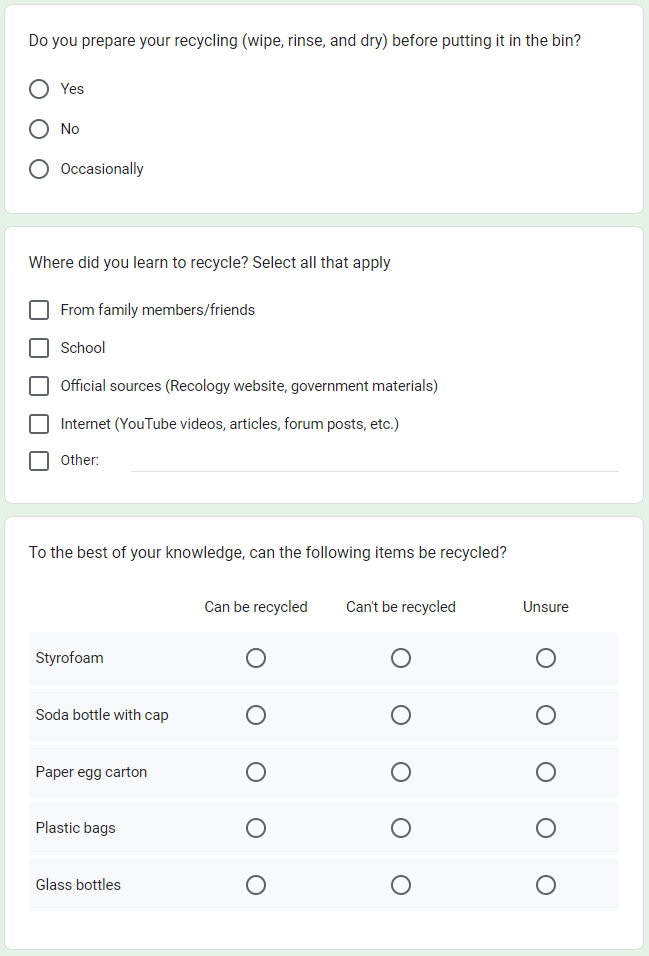 Do you prepare your recycling (wipe, rinse, and dry) before putting it in the bin?
Yes
No
Occasionally
Where did you learn to recycle? Select all that apply
From family members/friends
School
Official sources (Recology website, government materials)
Internet (YouTube videos, articles, forum posts, etc.)
Other:
To the best of your knowledge, can the following items be recycled?
Can be recycled Can't be recycled Unsure
Styrofoam
Soda bottle with cap
Paper egg carton
Plastic bags
Glass bottles